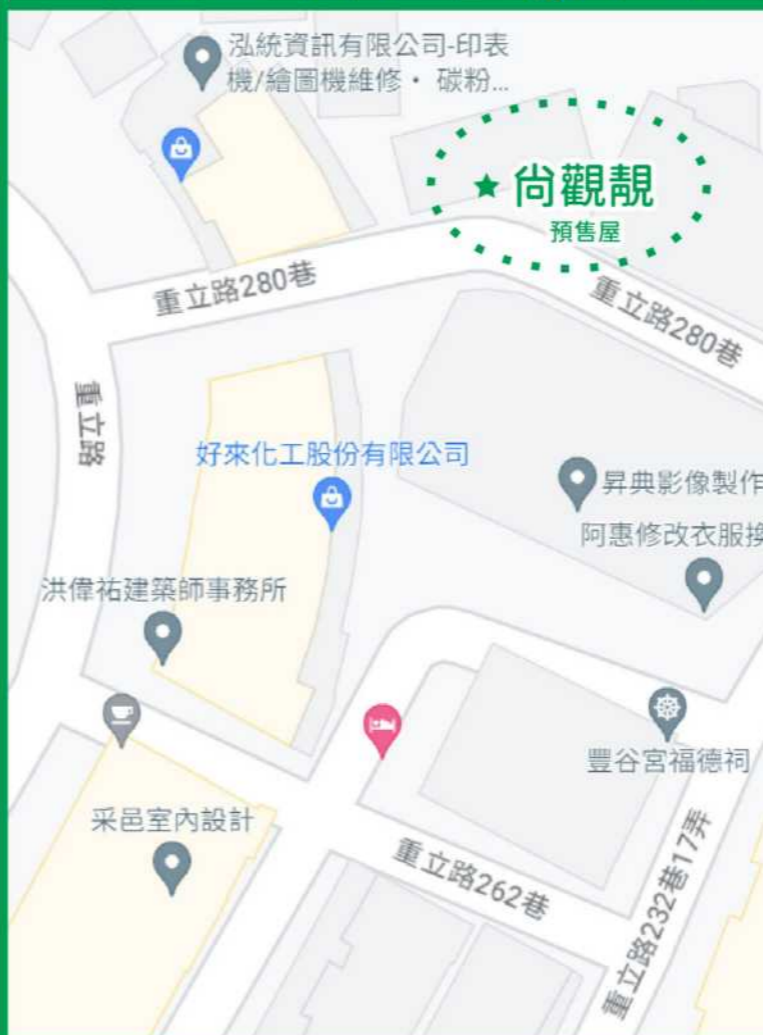 泓統資訊有限公司-印表
機/繪圖機維修・ 碳粉...
尚觀靚
預售屋
重立路280巷
重立路280巷
重立路
好來化工股份有限公司
昇典影像製作
阿惠修改衣服換
洪偉祐建築師事務所
豐谷宮福德祠
采邑室內設計
重立路262巷
重立路232巷17弄